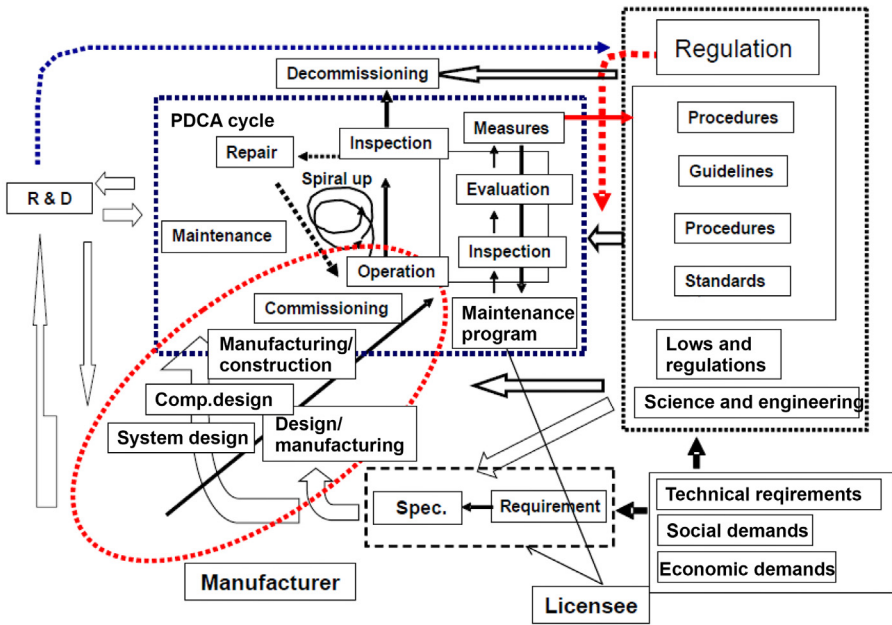 Regulation
Decommissioning
PDCA cycle
Measures
Procedures
Inspection
Repair
Spiral up
Evaluation
Guidelines
R & D
Maintenance
Procedures
Inspection
Operation
Standards
Commissioning
Maintenance
program
Manufacturing/
construction
Lows and
regulations
Comp.design
Science and engineering
Design/
manufacturing
System design
Spec.
Requirement
Technical reqirements
Social demands
Economic demands
Manufacturer
Licensee